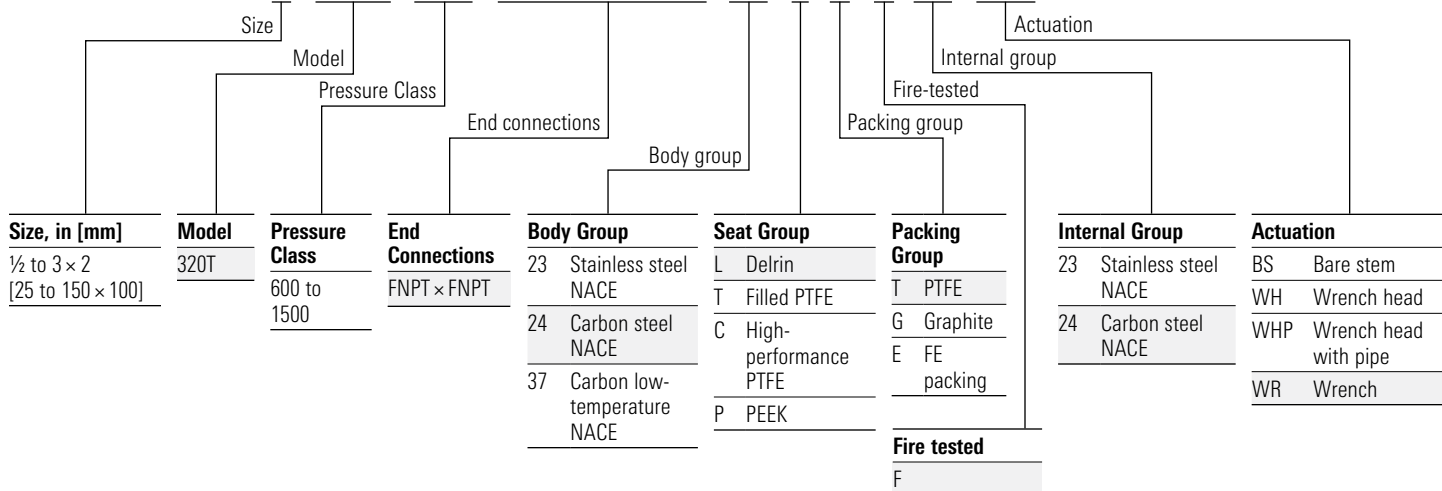 Size
Actuation
Model
Internal group
Pressure Class
Fire-tested
End connections
Packing group
Body group
Size, in [mm]
½ to 3 × 2
[25 to 150 × 100]
Model
320T
Pressure
Class
600 to
1500
End
Connections
FNPT × FNPT
Body Group
23 Stainless steel
NACE
24 Carbon steel
NACE
37 Carbon low-
temperature
NACE
Seat Group
L Delrin
T Filled PTFE
C High-
performance
PTFE
P PEEK
Packing
Group
T PTFE
G Graphite
E FE
packing
Fire tested
F
Internal Group
23 Stainless steel
NACE
24 Carbon steel
NACE
Actuation
BS Bare stem
WH Wrench head
WHP Wrench head
with pipe
WR Wrench